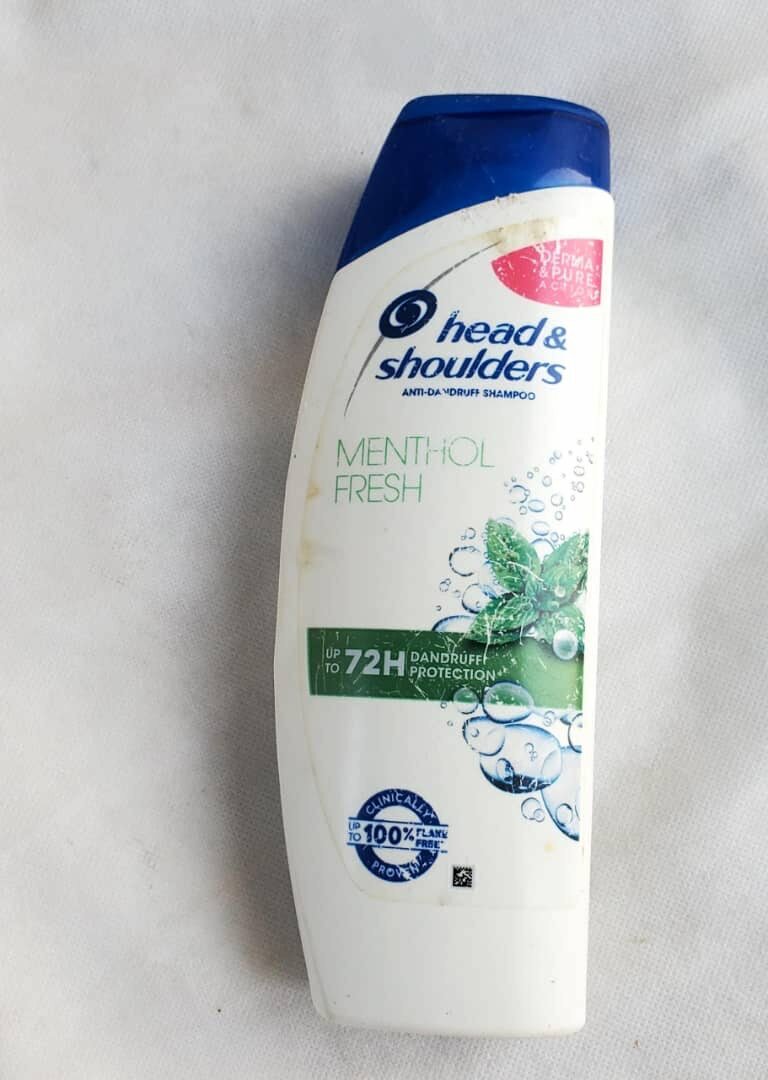 DERMA
& PURE
ACTION
head &
shoulders
ANTI-DANDRUFF SHAMPOO
MENTHOL
FRESH
UP TO 72H DANDRUFF PROTECTION
CLINICALLY
UP TO 100% FLAKE FREE
PROVEN